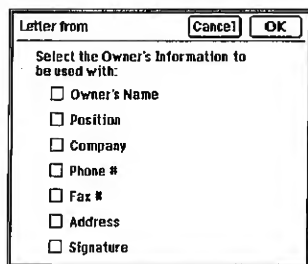 Letter from Cancel OK
Select the Owner's Information to
be used with:
Owner's Name
Position
Company
Phone #
Fax #
Address
Signature